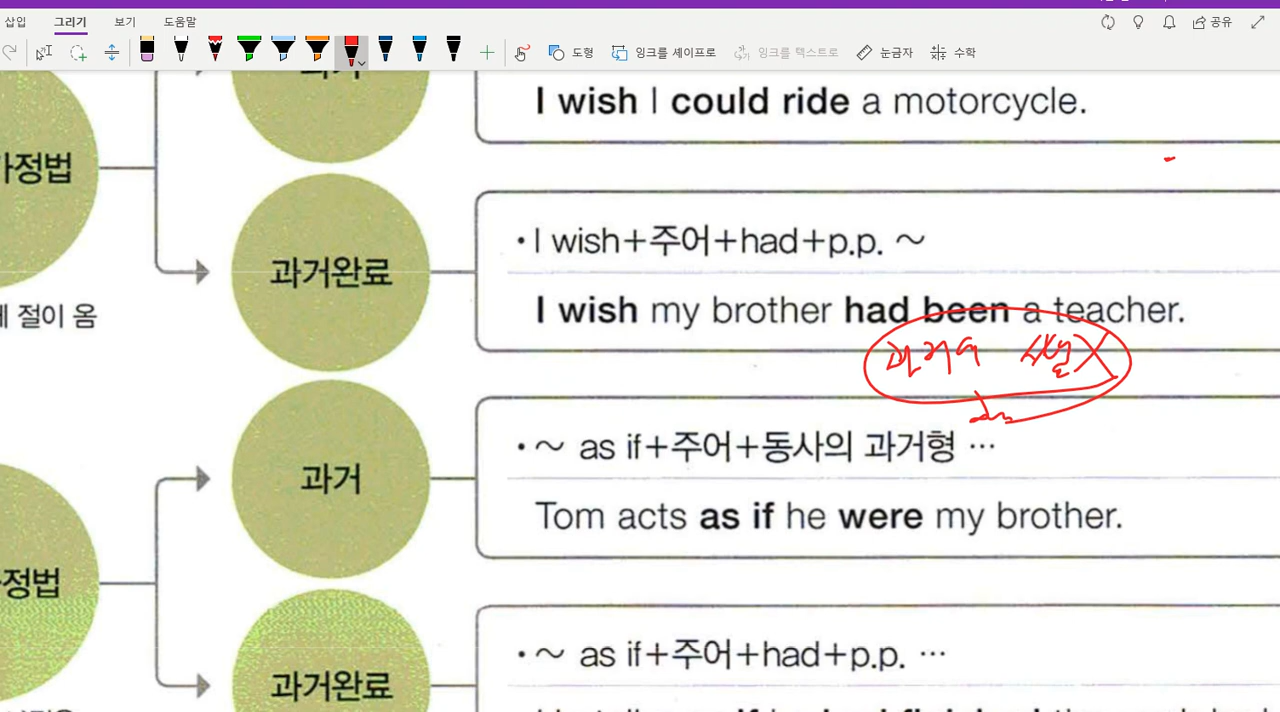 삽입 그리기 보기 도움말 공유
도형 잉크를 셰이프로 잉크를 텍스트로 눈금자 수학
I wish I could ride a motorcycle.
가정법
과거완료
• I wish+주어+had+p.p. ～
I wish my brother had been a teacher.
절이 옴
과거의 사실X
과거
• ～ as if+주어+동사의 과거형 …
Tom acts as if he were my brother.
정법
과거완료
• ～ as if+주어+had+p.p. …